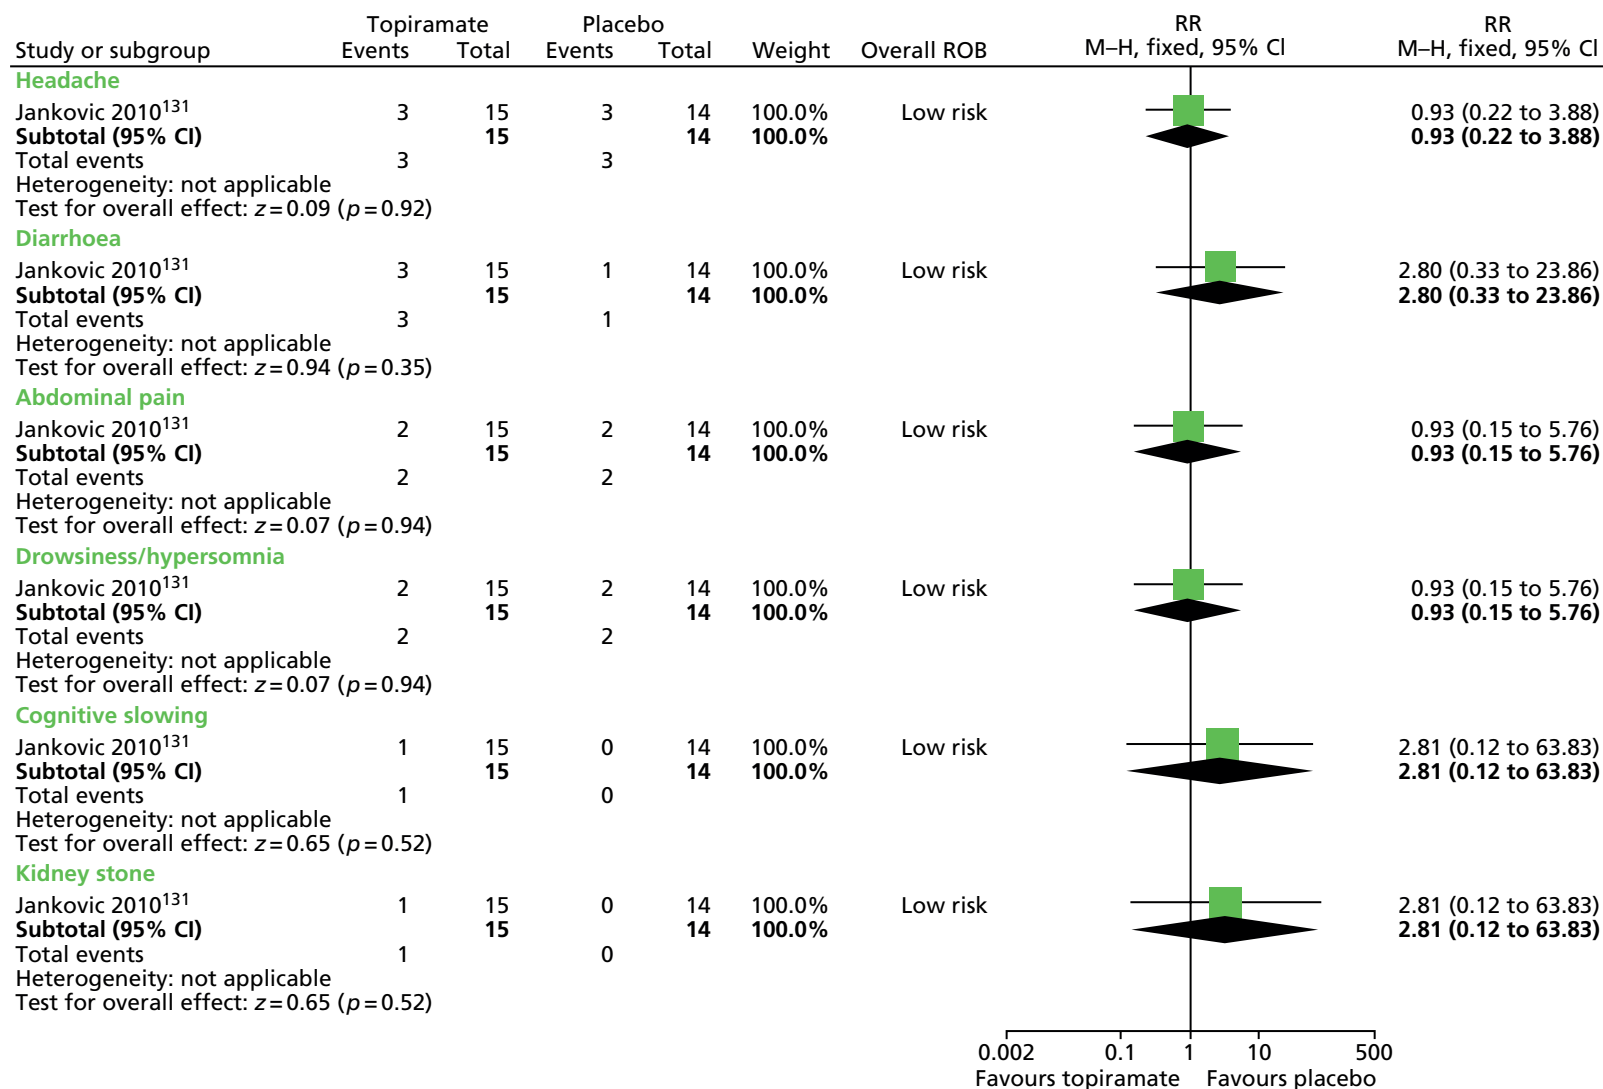 Topiramate Placebo RR RR
Study or subgroup Events Total Events Total Weight Overall ROB M–H, fixed, 95% CI M–H, fixed, 95% CI
Headache
Jankovic 2010131 3 15 3 14 100.0% Low risk 0.93 (0.22 to 3.88)
Subtotal (95% CI) 15 14 100.0% 0.93 (0.22 to 3.88)
Total events 3 3
Heterogeneity: not applicable
Test for overall effect: z=0.09 (p=0.92)
Diarrhoea
Jankovic 2010131 3 15 1 14 100.0% Low risk 2.80 (0.33 to 23.86)
Subtotal (95% CI) 15 14 100.0% 2.80 (0.33 to 23.86)
Total events 3 1
Heterogeneity: not applicable
Test for overall effect: z=0.94 (p=0.35)
Abdominal pain
Jankovic 2010131 2 15 2 14 100.0% Low risk 0.93 (0.15 to 5.76)
Subtotal (95% CI) 15 14 100.0% 0.93 (0.15 to 5.76)
Total events 2 2
Heterogeneity: not applicable
Test for overall effect: z=0.07 (p=0.94)
Drowsiness/hypersomnia
Jankovic 2010131 2 15 2 14 100.0% Low risk 0.93 (0.15 to 5.76)
Subtotal (95% CI) 15 14 100.0% 0.93 (0.15 to 5.76)
Total events 2 2
Heterogeneity: not applicable
Test for overall effect: z=0.07 (p=0.94)
Cognitive slowing
Jankovic 2010131 1 15 0 14 100.0% Low risk 2.81 (0.12 to 63.83)
Subtotal (95% CI) 15 14 100.0% 2.81 (0.12 to 63.83)
Total events 1 0
Heterogeneity: not applicable
Test for overall effect: z=0.65 (p=0.52)
Kidney stone
Jankovic 2010131 1 15 0 14 100.0% Low risk 2.81 (0.12 to 63.83)
Subtotal (95% CI) 15 14 100.0% 2.81 (0.12 to 63.83)
Total events 1 0
Heterogeneity: not applicable
Test for overall effect: z=0.65 (p=0.52)
0.002 0.1 1 10 500
Favours topiramate Favours placebo